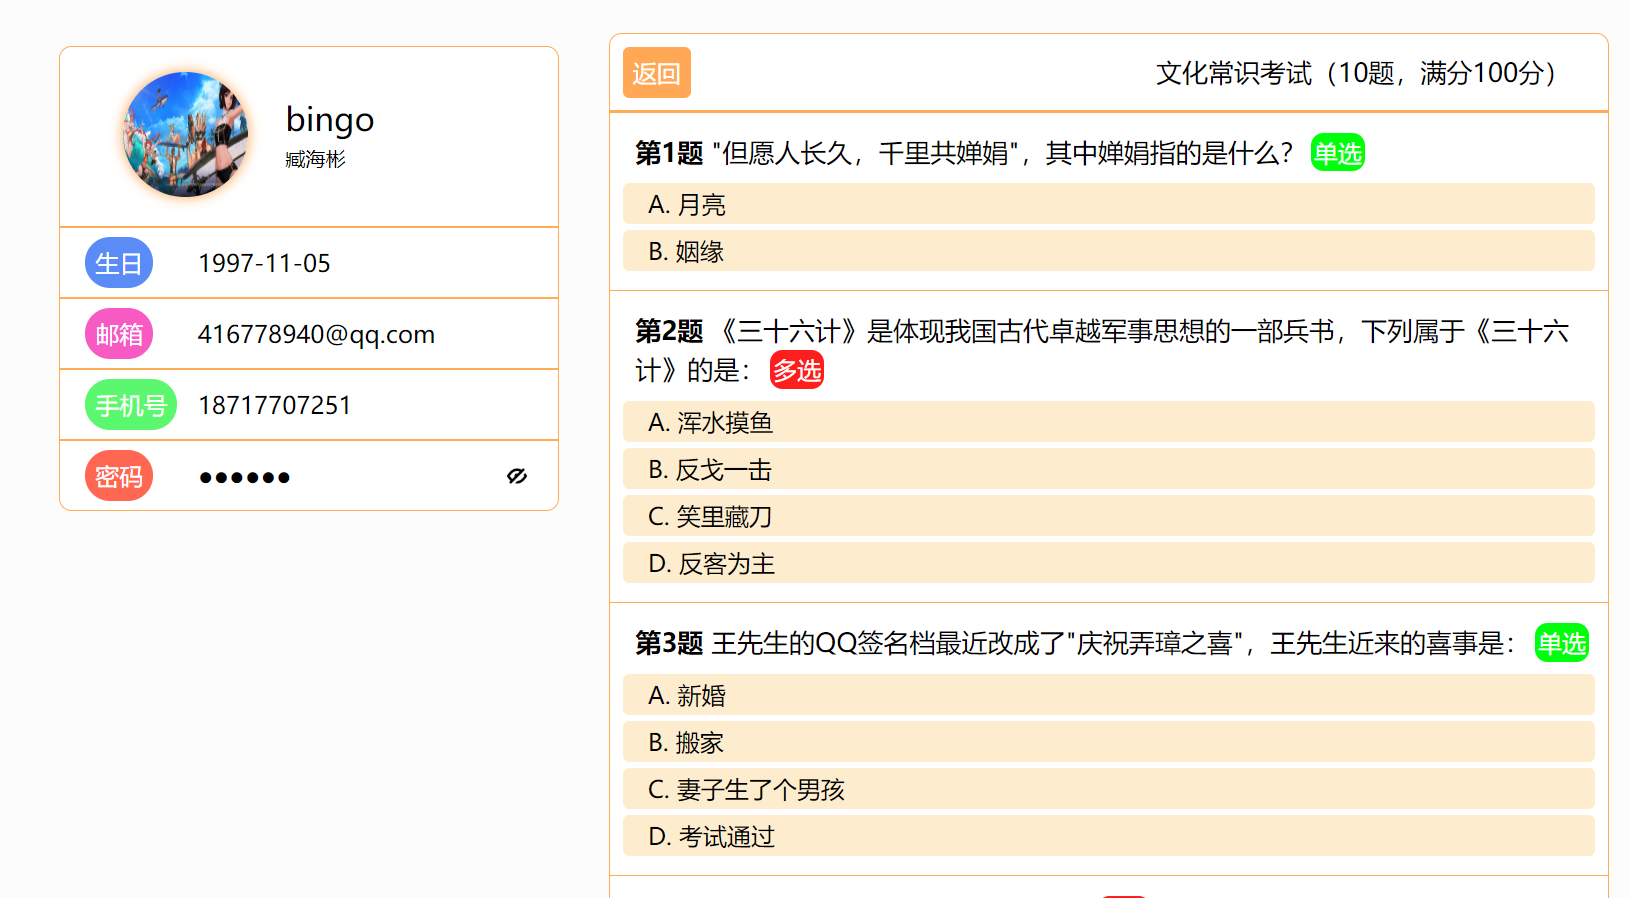 bingo
臧海彬
生日 1997-11-05
邮箱 416778940@qq.com
手机号 18717707251
密码 ●●●●●●
返回 文化常识考试（10题，满分100分）
第1题 "但愿人长久，千里共婵娟"，其中婵娟指的是什么？ 单选
A. 月亮
B. 姻缘
第2题 《三十六计》是体现我国古代卓越军事思想的一部兵书，下列属于《三十六
计》的是： 多选
A. 浑水摸鱼
B. 反戈一击
C. 笑里藏刀
D. 反客为主
第3题 王先生的QQ签名档最近改成了"庆祝弄璋之喜"，王先生近来的喜事是： 单选
A. 新婚
B. 搬家
C. 妻子生了个男孩
D. 考试通过